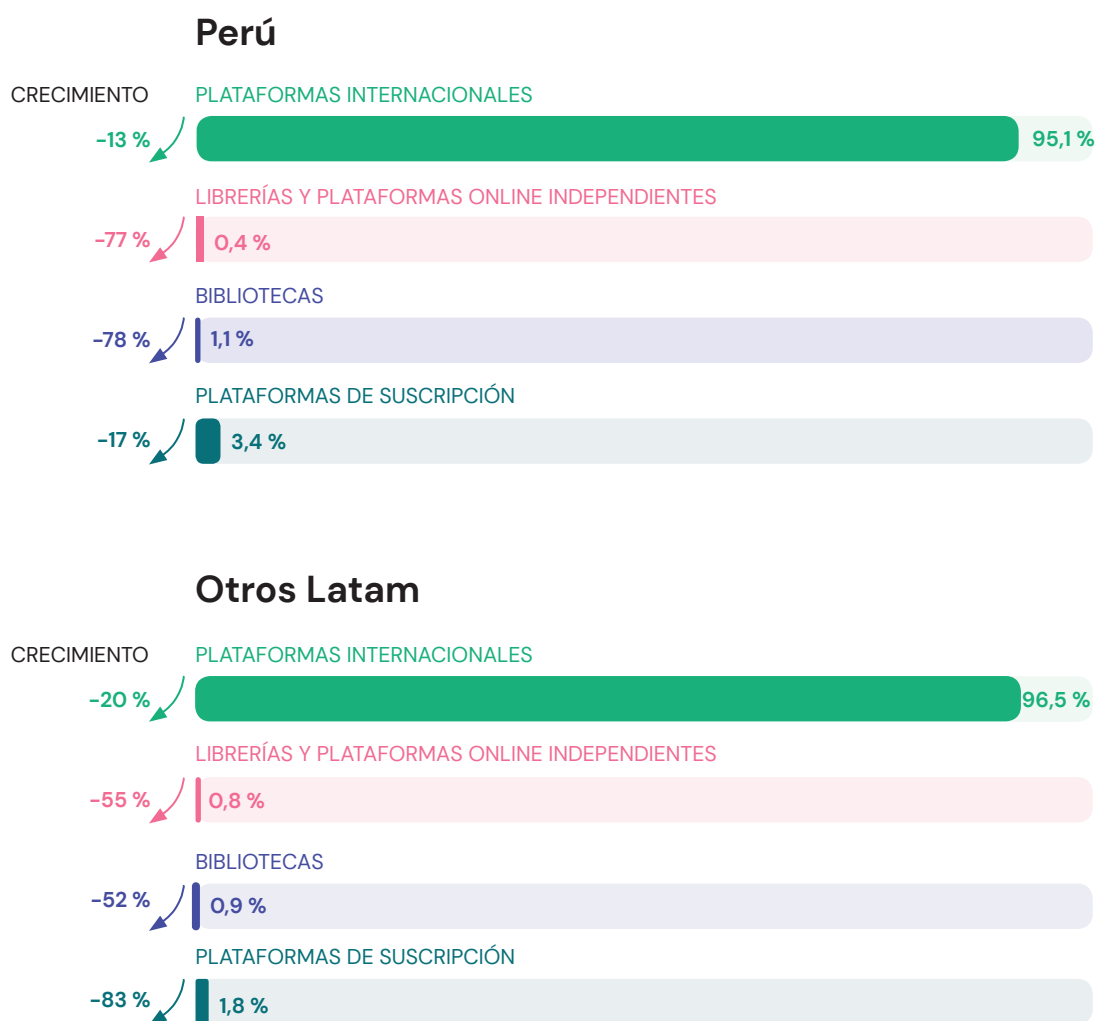 Perú
CRECIMIENTO
PLATAFORMAS INTERNACIONALES
-13 %
95,1 %
LIBRERÍAS Y PLATAFORMAS ONLINE INDEPENDIENTES
-77 %
0,4 %
BIBLIOTECAS
-78 %
1,1 %
PLATAFORMAS DE SUSCRIPCIÓN
-17 %
3,4 %
Otros Latam
CRECIMIENTO
PLATAFORMAS INTERNACIONALES
-20 %
96,5 %
LIBRERÍAS Y PLATAFORMAS ONLINE INDEPENDIENTES
-55 %
0,8 %
BIBLIOTECAS
-52 %
0,9 %
PLATAFORMAS DE SUSCRIPCIÓN
-83 %
1,8 %